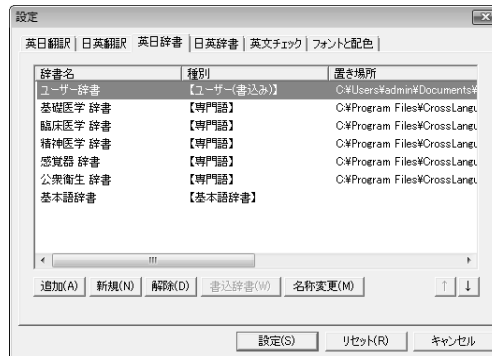 設定
英日翻訳 日英翻訳 英日辞書 日英辞書 英文チェック フォントと配色
辞書名 種別 置き場所
ユーザー辞書 【ユーザー(書込み)】 C:¥Users¥admin¥Documents¥
基礎医学 辞書 【専門語】 C:¥Program Files¥CrossLangu
臨床医学 辞書 【専門語】 C:¥Program Files¥CrossLangu
精神医学 辞書 【専門語】 C:¥Program Files¥CrossLangu
感覚器 辞書 【専門語】 C:¥Program Files¥CrossLangu
公衆衛生 辞書 【専門語】 C:¥Program Files¥CrossLangu
基本語辞書 【基本語辞書】
追加(A) 新規(N) 解除(D) 書込辞書(W) 名称変更(M) ↑ ↓
設定(S) リセット(R) キャンセル